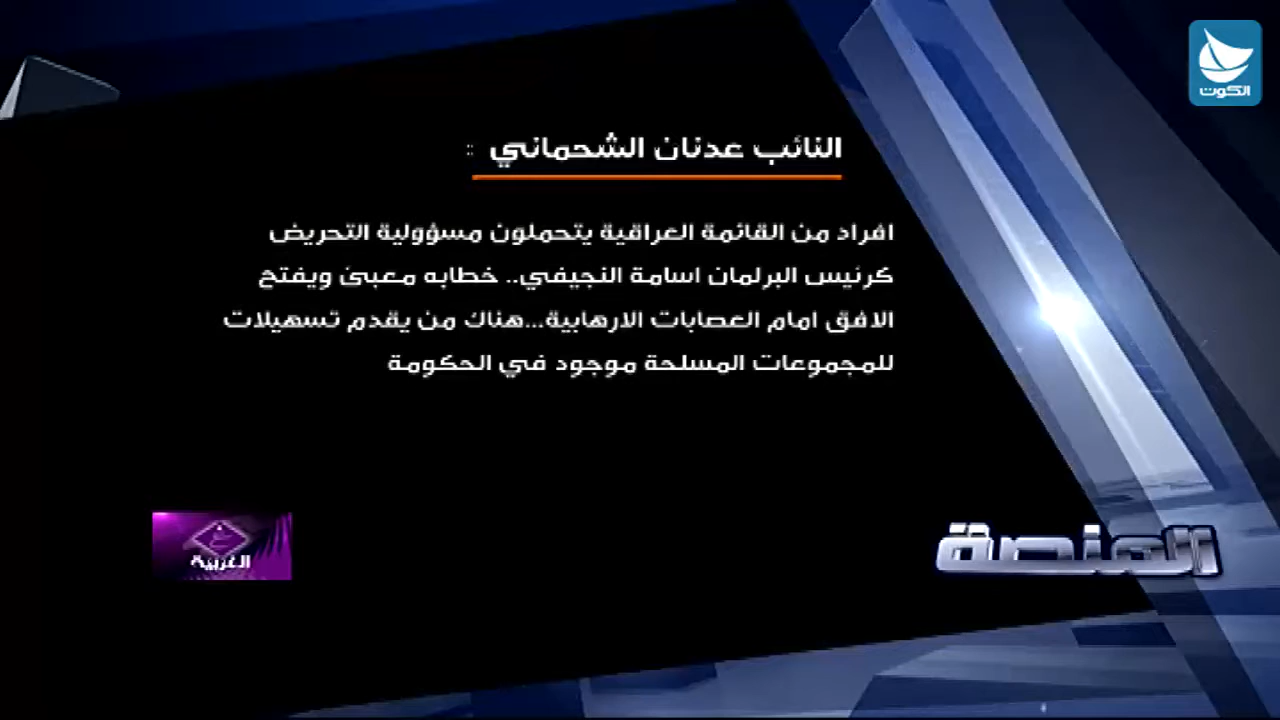 الكوت
النائب عدنان الشحماني :
افراد من القائمة العراقية يتحملون مسؤولية التحريض
كرئيس البرلمان اسامة النجيفي.. خطابه معبئ ويفتح
الافق امام العصابات الارهابية...هناك من يقدم تسهيلات
للمجموعات المسلحة موجود في الحكومة
المنصة
الغربية